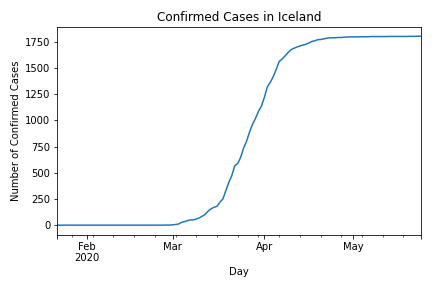 Confirmed Cases in Iceland
Number of Confirmed Cases
1750
1500
1250
1000
750
500
250
0
Feb Mar Apr May
2020
Day